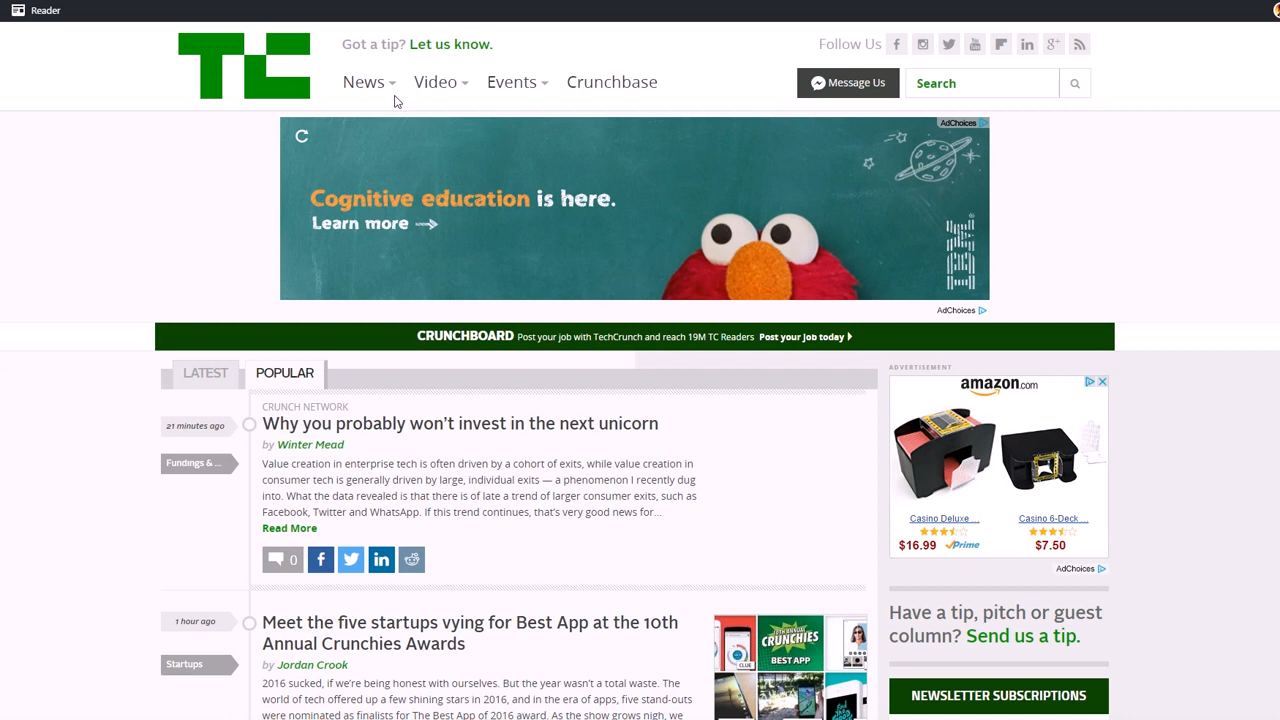 Reader
TC
Got a tip? Let us know.
Follow Us
News Video Events Crunchbase
Message Us
Search
AdChoices
Cognitive education is here.
Learn more
IBM
AdChoices
CRUNCHBOARD Post your job with TechCrunch and reach 19M TC Readers Post your job today
LATEST POPULAR
CRUNCH NETWORK
21 minutes ago
Why you probably won't invest in the next unicorn
by Winter Mead
Fundings & ...
Value creation in enterprise tech is often driven by a cohort of exits, while value creation in
consumer tech is generally driven by large, individual exits — a phenomenon I recently dug
into. What the data revealed is that there is of late a trend of larger consumer exits, such as
Facebook, Twitter and WhatsApp. If this trend continues, that's very good news for...
Read More
0
1 hour ago
Meet the five startups vying for Best App at the 10th
Annual Crunchies Awards
by Jordan Crook
Startups
2016 sucked, if we're being honest with ourselves. But the year wasn't a total waste. The
world of tech offered up a few shining stars in 2016, and in the era of apps, five stand-outs
were nominated as finalists for The Best App of 2016 award. As the show grows nigh, we
CLUE
10TH ANNUAL
CRUNCHIES
BEST APP
ADVERTISEMENT
amazon.com
Casino Deluxe ...
$16.99 Prime
Casino 6-Deck ...
$7.50
AdChoices
Have a tip, pitch or guest
column? Send us a tip.
NEWSLETTER SUBSCRIPTIONS